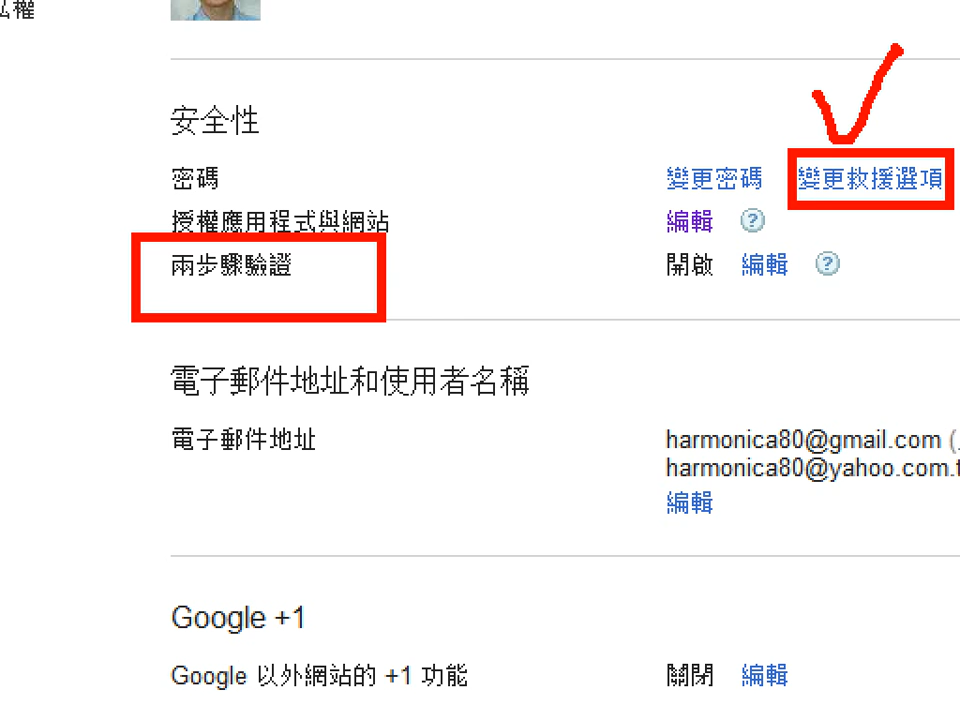 私權
安全性
密碼 變更密碼 變更救援選項
授權應用程式與網站 編輯 ?
兩步驟驗證 開啟 編輯 ?
電子郵件地址和使用者名稱
電子郵件地址 harmonica80@gmail.com (
harmonica80@yahoo.com.t
編輯
Google +1
Google 以外網站的 +1 功能 關閉 編輯